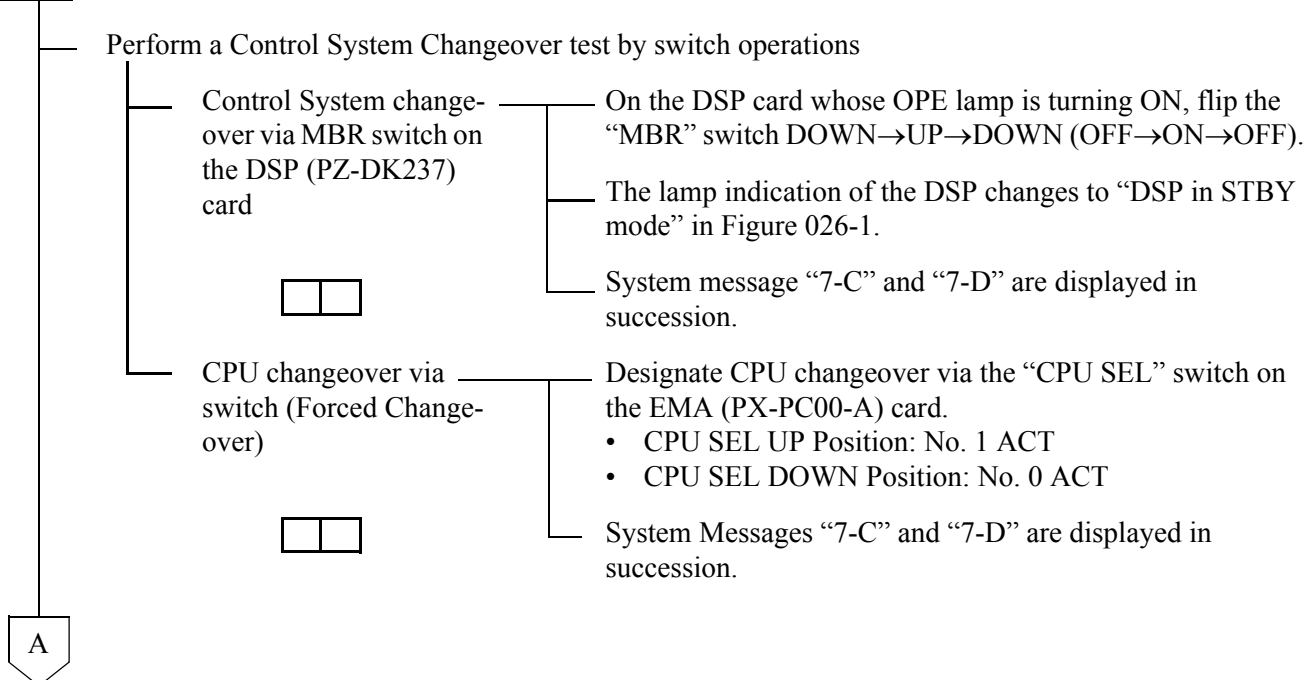 Perform a Control System Changeover test by switch operations
Control System change-
over via MBR switch on
the DSP (PZ-DK237)
card
On the DSP card whose OPE lamp is turning ON, flip the
“MBR” switch DOWN→UP→DOWN (OFF→ON→OFF).
The lamp indication of the DSP changes to “DSP in STBY
mode” in Figure 026-1.
System message “7-C” and “7-D” are displayed in
succession.
CPU changeover via
switch (Forced Change-
over)
Designate CPU changeover via the “CPU SEL” switch on
the EMA (PX-PC00-A) card.
• CPU SEL UP Position: No. 1 ACT
• CPU SEL DOWN Position: No. 0 ACT
System Messages “7-C” and “7-D” are displayed in
succession.
A